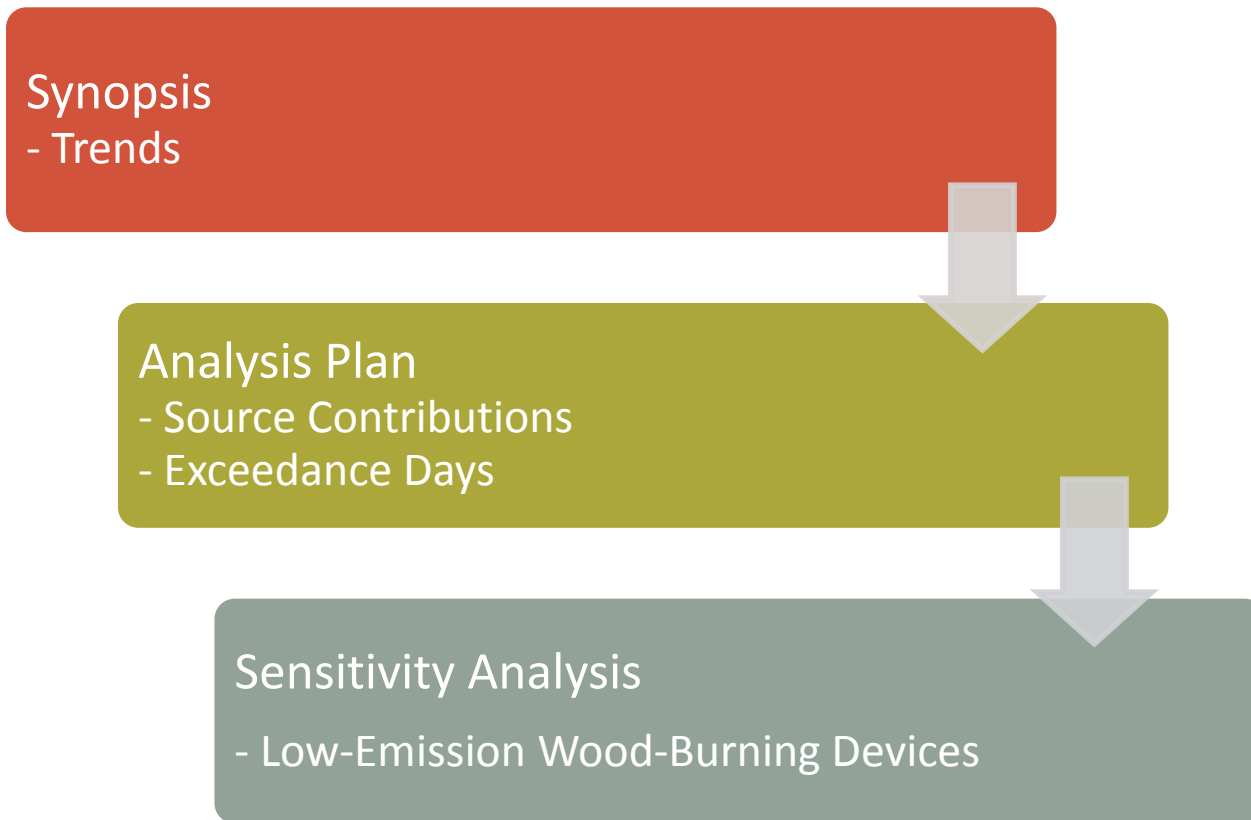 Synopsis
- Trends
Analysis Plan
- Source Contributions
- Exceedance Days
Sensitivity Analysis
- Low-Emission Wood-Burning Devices